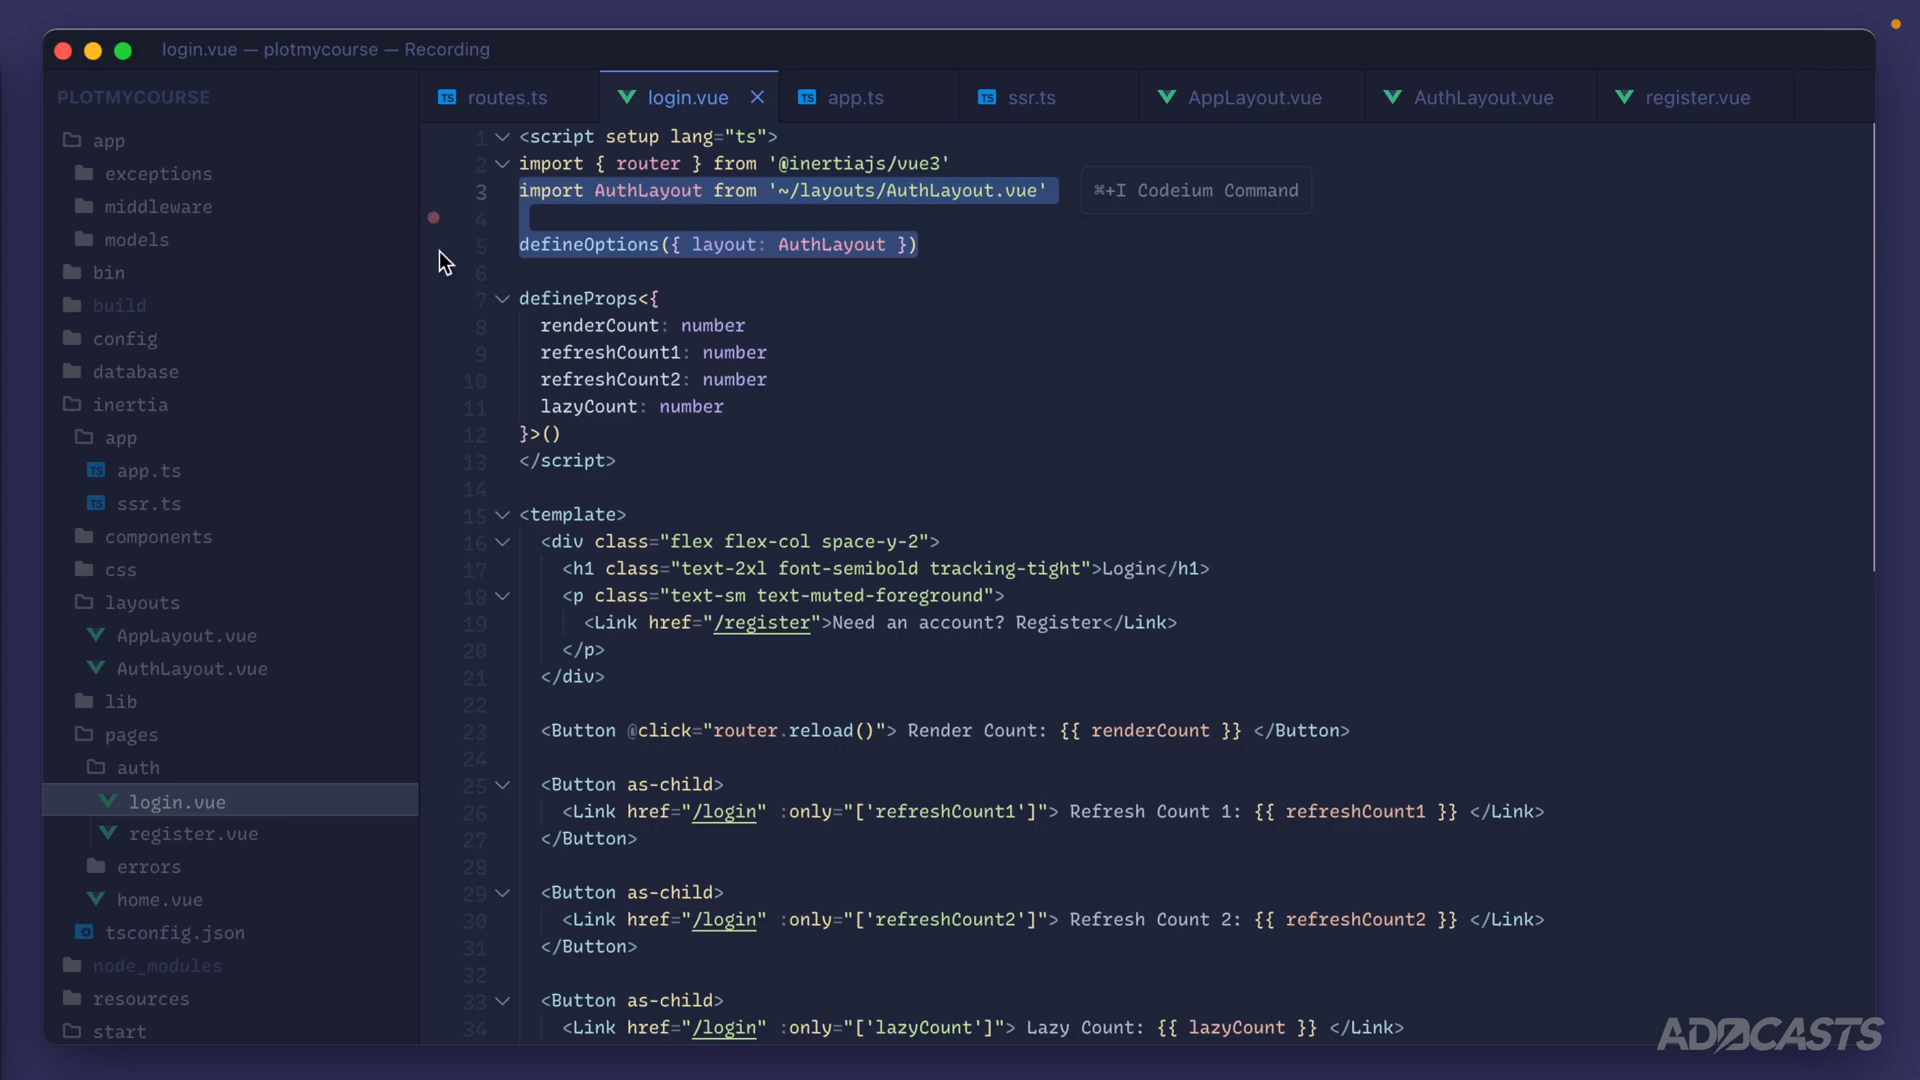 login.vue — plotmycourse — Recording
PLOTMYCOURSE
app
exceptions
middleware
models
bin
build
config
database
inertia
app
TS app.ts
TS ssr.ts
components
css
layouts
AppLayout.vue
AuthLayout.vue
lib
pages
auth
login.vue
register.vue
errors
home.vue
tsconfig.json
node_modules
resources
start
TS routes.ts
login.vue
TS app.ts
TS ssr.ts
AppLayout.vue
AuthLayout.vue
register.vue
1 <script setup lang="ts">
2 import { router } from '@inertiajs/vue3'
3 import AuthLayout from '~/layouts/AuthLayout.vue'
⌘+I Codeium Command
4
5 defineOptions({ layout: AuthLayout })
6
7 defineProps<{
8 renderCount: number
9 refreshCount1: number
10 refreshCount2: number
11 lazyCount: number
12 }>()
13 </script>
14
15 <template>
16 <div class="flex flex-col space-y-2">
17 <h1 class="text-2xl font-semibold tracking-tight">Login</h1>
18 <p class="text-sm text-muted-foreground">
19 <Link href="/register">Need an account? Register</Link>
20 </p>
21 </div>
22
23 <Button @click="router.reload()"> Render Count: {{ renderCount }} </Button>
24
25 <Button as-child>
26 <Link href="/login" :only="['refreshCount1']"> Refresh Count 1: {{ refreshCount1 }} </Link>
27 </Button>
28
29 <Button as-child>
30 <Link href="/login" :only="['refreshCount2']"> Refresh Count 2: {{ refreshCount2 }} </Link>
31 </Button>
32
33 <Button as-child>
34 <Link href="/login" :only="['lazyCount']"> Lazy Count: {{ lazyCount }} </Link>
ADOCASTS